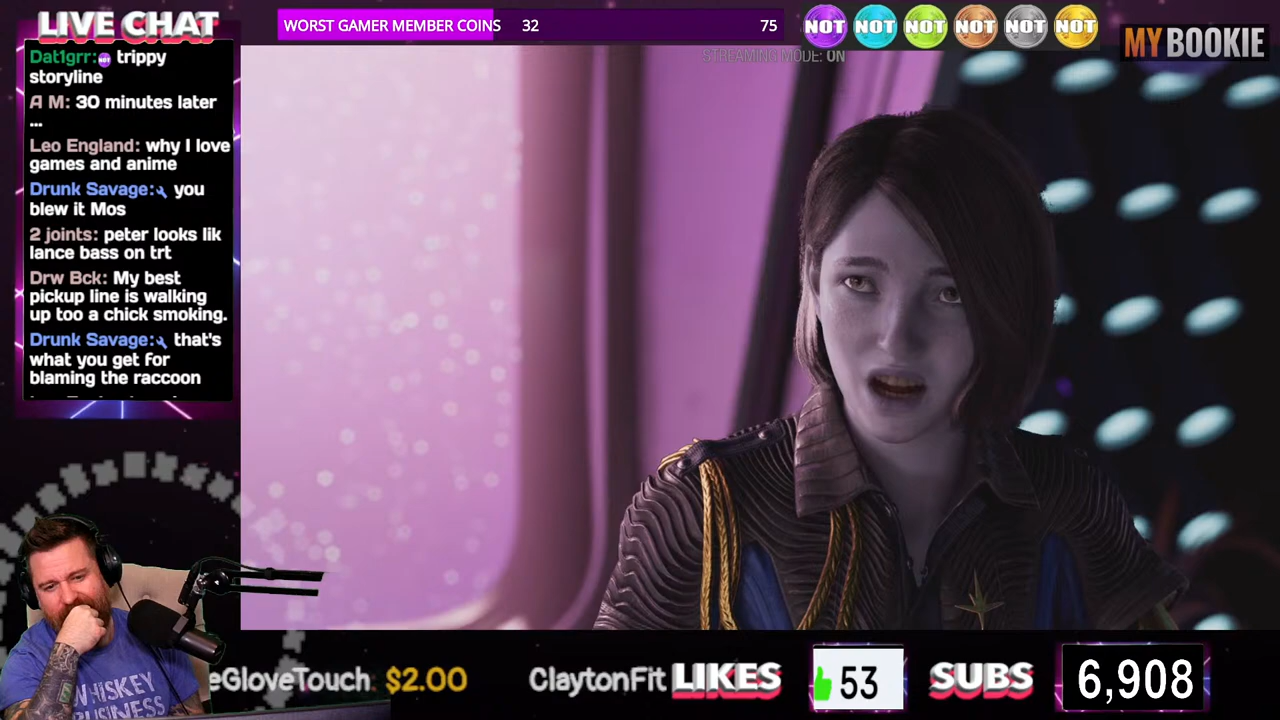 LIVE CHAT
WORST GAMER MEMBER COINS 32 75
NOT NOT NOT NOT NOT NOT
MYBOOKIE
STREAMING MODE: ON
Dat1grr: trippy
storyline
A M: 30 minutes later
...
Leo England: why I love
games and anime
Drunk Savage: you
blew it Mos
2 joints: peter looks lik
lance bass on trt
Drw Bck: My best
pickup line is walking
up too a chick smoking.
Drunk Savage: that's
what you get for
blaming the raccoon
WHISKEY
BUSINESS
eGloveTouch $2.00 ClaytonFit LIKES 53 SUBS 6,908